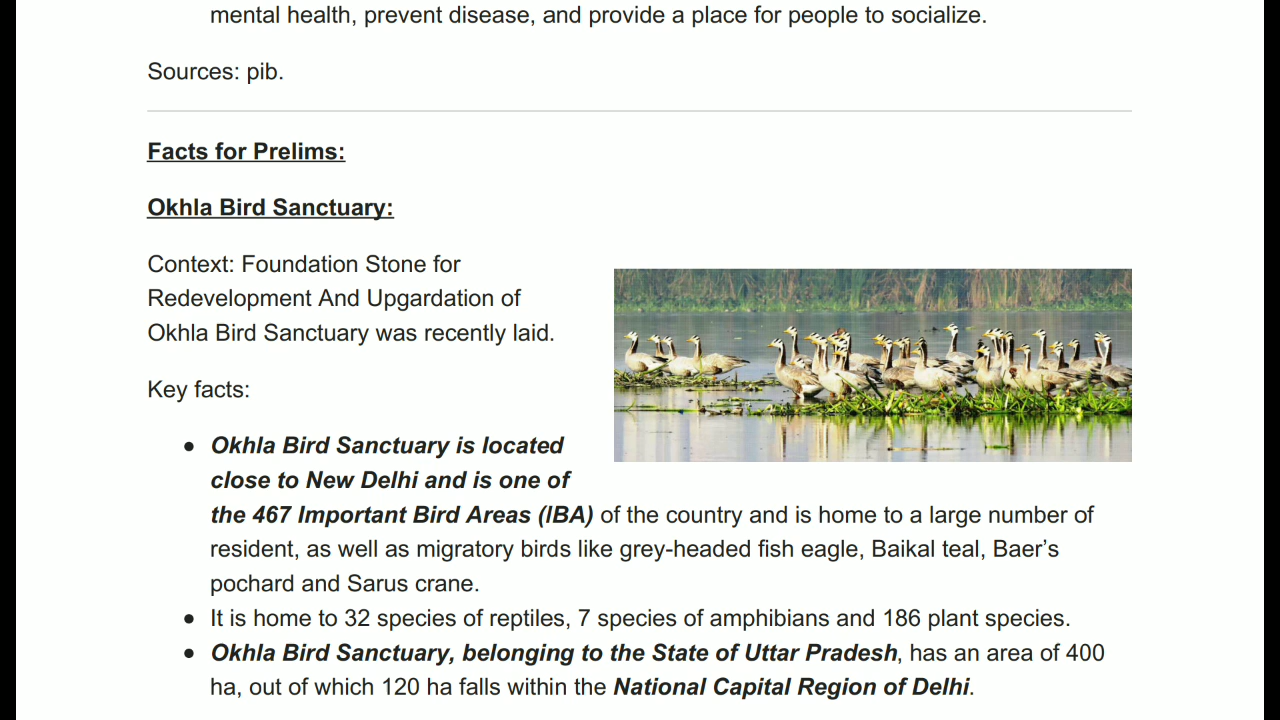 mental health, prevent disease, and provide a place for people to socialize.
Sources: pib.
Facts for Prelims:
Okhla Bird Sanctuary:
Context: Foundation Stone for
Redevelopment And Upgardation of
Okhla Bird Sanctuary was recently laid.
Key facts:
● Okhla Bird Sanctuary is located
close to New Delhi and is one of
the 467 Important Bird Areas (IBA) of the country and is home to a large number of
resident, as well as migratory birds like grey-headed fish eagle, Baikal teal, Baer’s
pochard and Sarus crane.
● It is home to 32 species of reptiles, 7 species of amphibians and 186 plant species.
● Okhla Bird Sanctuary, belonging to the State of Uttar Pradesh, has an area of 400
ha, out of which 120 ha falls within the National Capital Region of Delhi.